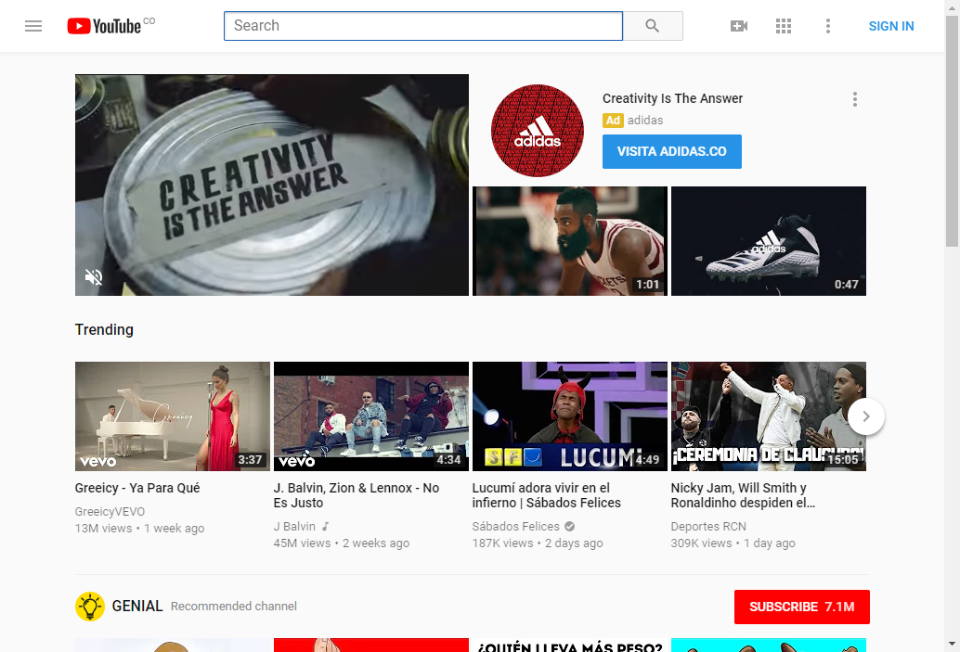 YouTube CO
Search
SIGN IN
CREATIVITY
IS THE ANSWER
adidas
Creativity Is The Answer
Ad adidas
VISITA ADIDAS.CO
1:01
adidas
0:47
Trending
Greeicy
vevo
3:37
vevo
4:34
SFL
LUCUMÍ
4:49
¡CEREMONIA DE CLAUSURA!
15:05
Greeicy - Ya Para Qué
GreeicyVEVO
13M views • 1 week ago
J. Balvin, Zion & Lennox - No
Es Justo
J Balvin
45M views • 2 weeks ago
Lucumí adora vivir en el
infierno | Sábados Felices
Sábados Felices
187K views • 2 days ago
Nicky Jam, Will Smith y
Ronaldinho despiden el...
Deportes RCN
309K views • 1 day ago
GENIAL Recommended channel
SUBSCRIBE 7.1M
¿QUIÉN LLEVA MÁS PESO?